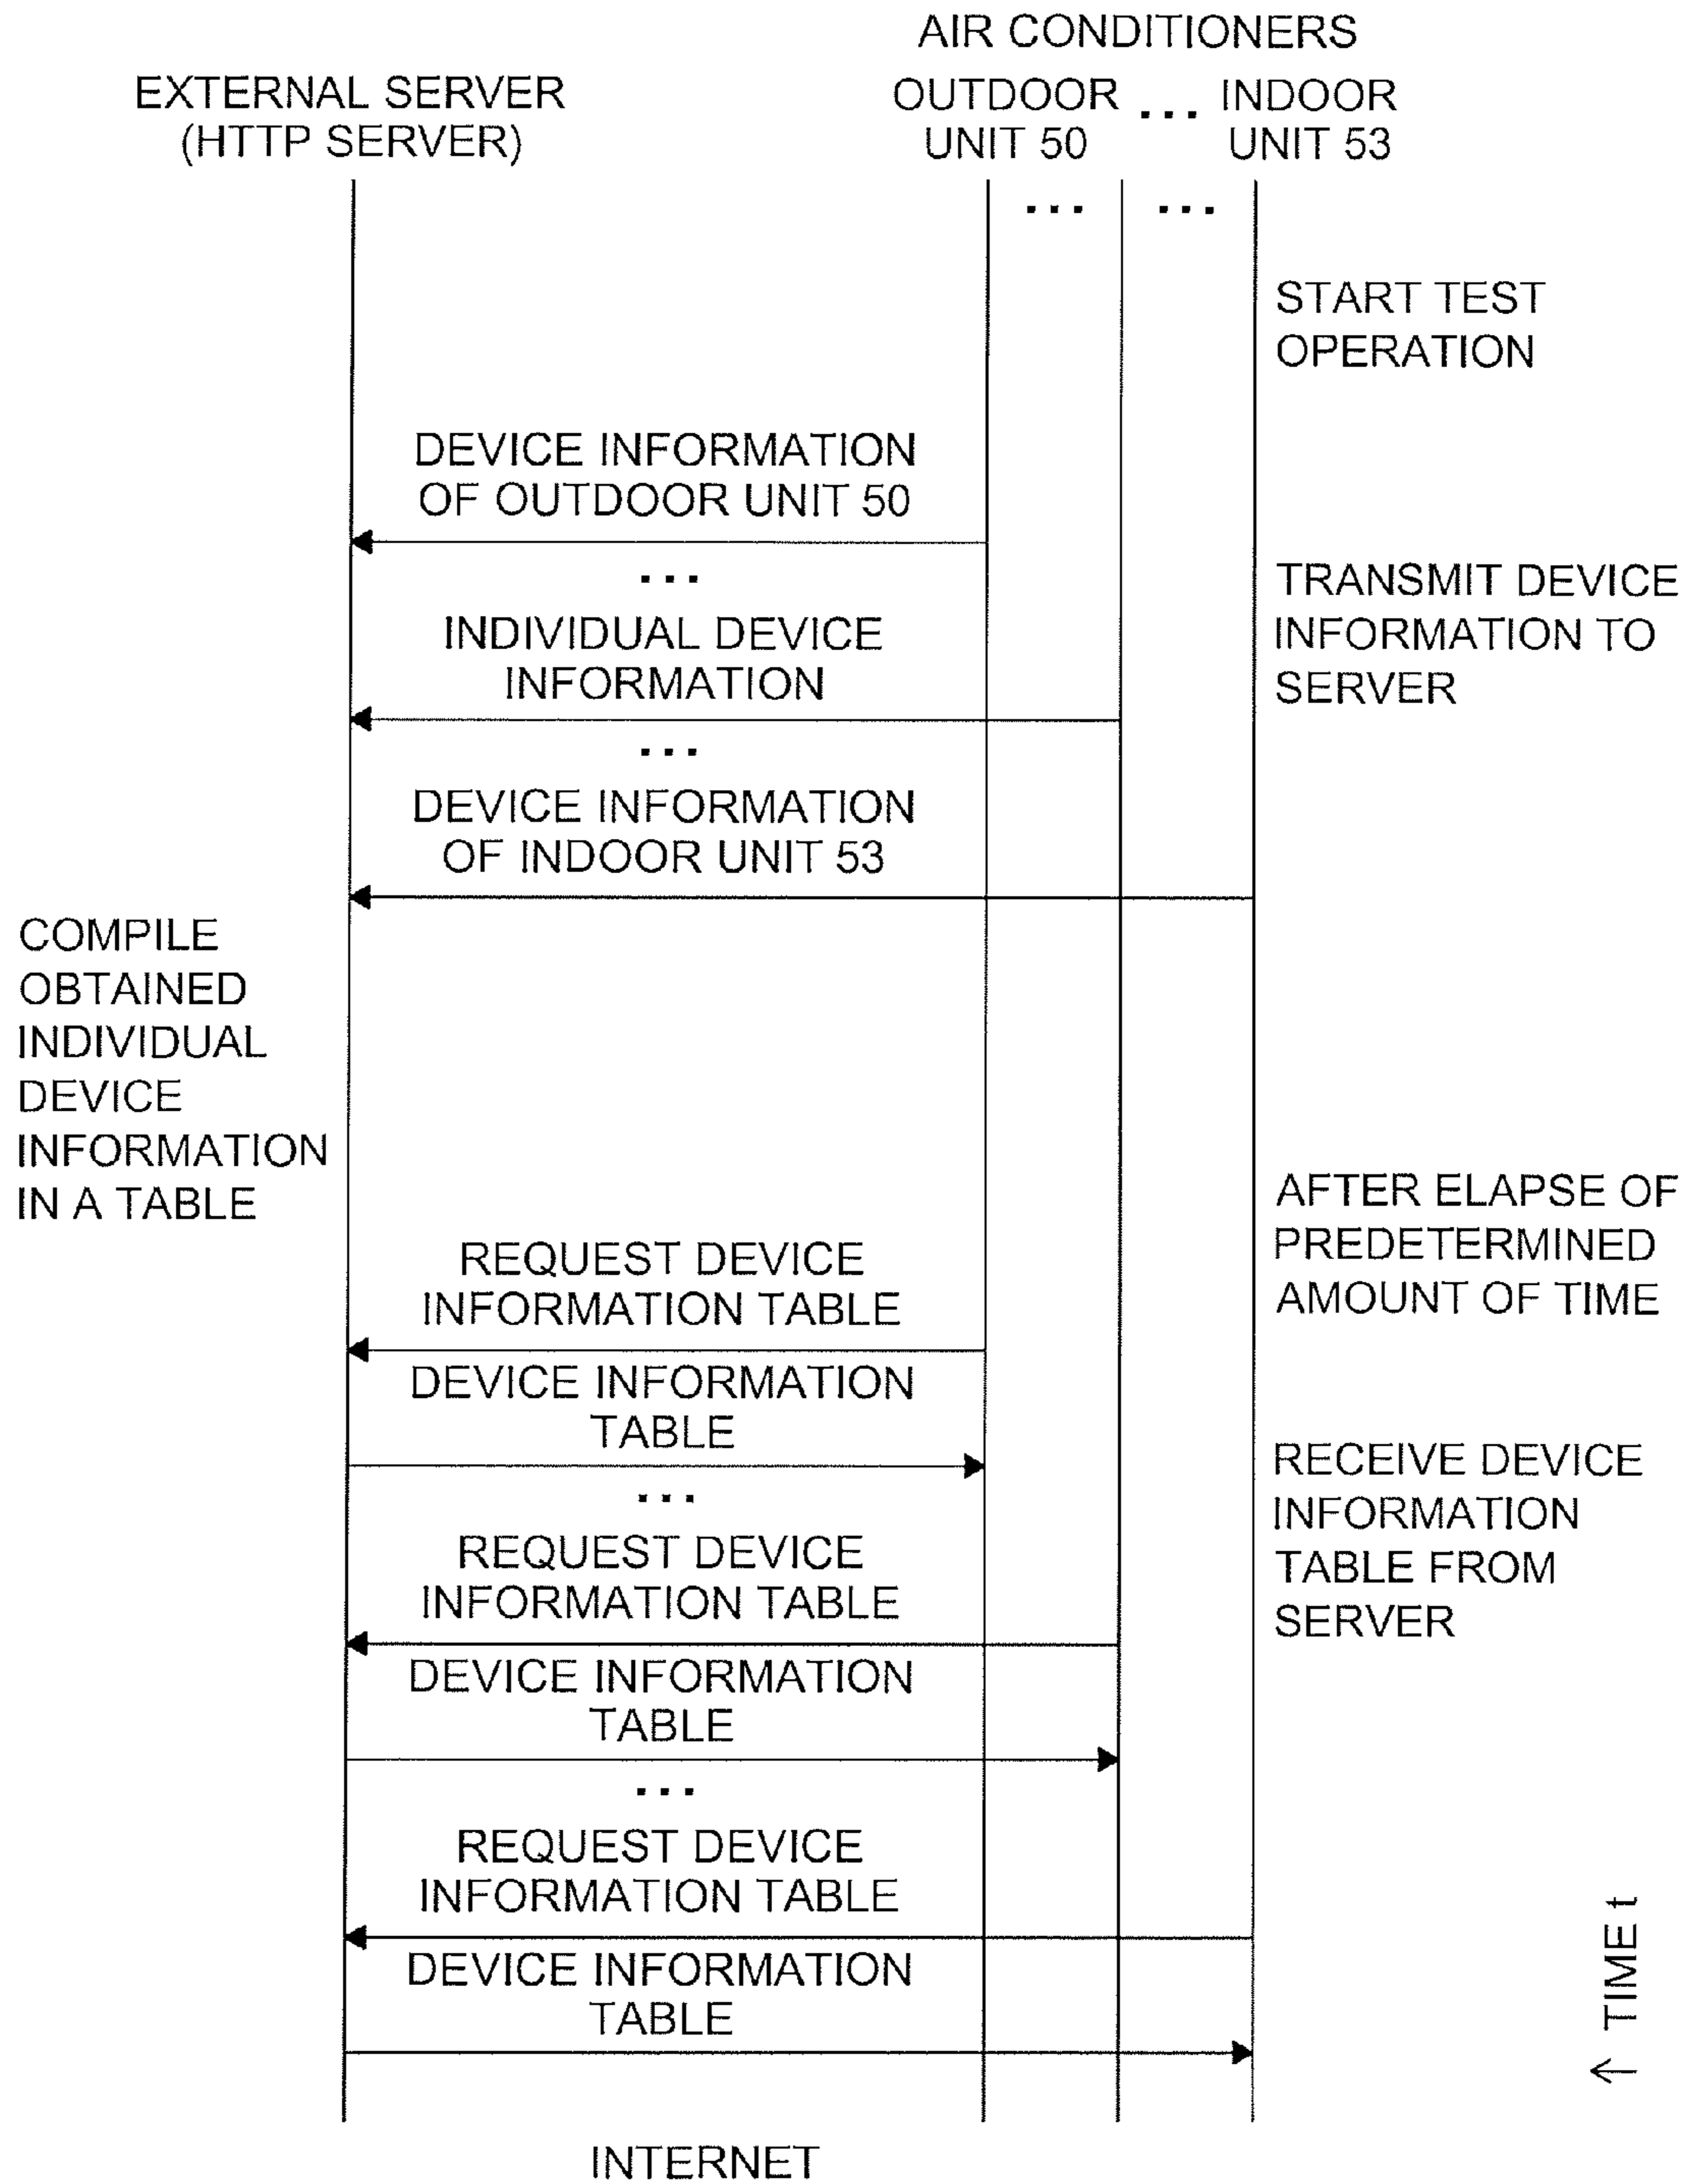 AIR CONDITIONERS
EXTERNAL SERVER
(HTTP SERVER)
OUTDOOR
UNIT 50
...
INDOOR
UNIT 53
... ...
START TEST
OPERATION
DEVICE INFORMATION
OF OUTDOOR UNIT 50
...
TRANSMIT DEVICE
INFORMATION TO
SERVER
INDIVIDUAL DEVICE
INFORMATION
...
DEVICE INFORMATION
OF INDOOR UNIT 53
COMPILE
OBTAINED
INDIVIDUAL
DEVICE
INFORMATION
IN A TABLE
AFTER ELAPSE OF
PREDETERMINED
AMOUNT OF TIME
REQUEST DEVICE
INFORMATION TABLE
DEVICE INFORMATION
TABLE
...
RECEIVE DEVICE
INFORMATION
TABLE FROM
SERVER
REQUEST DEVICE
INFORMATION TABLE
DEVICE INFORMATION
TABLE
...
REQUEST DEVICE
INFORMATION TABLE
DEVICE INFORMATION
TABLE
↑ TIME t
INTERNET